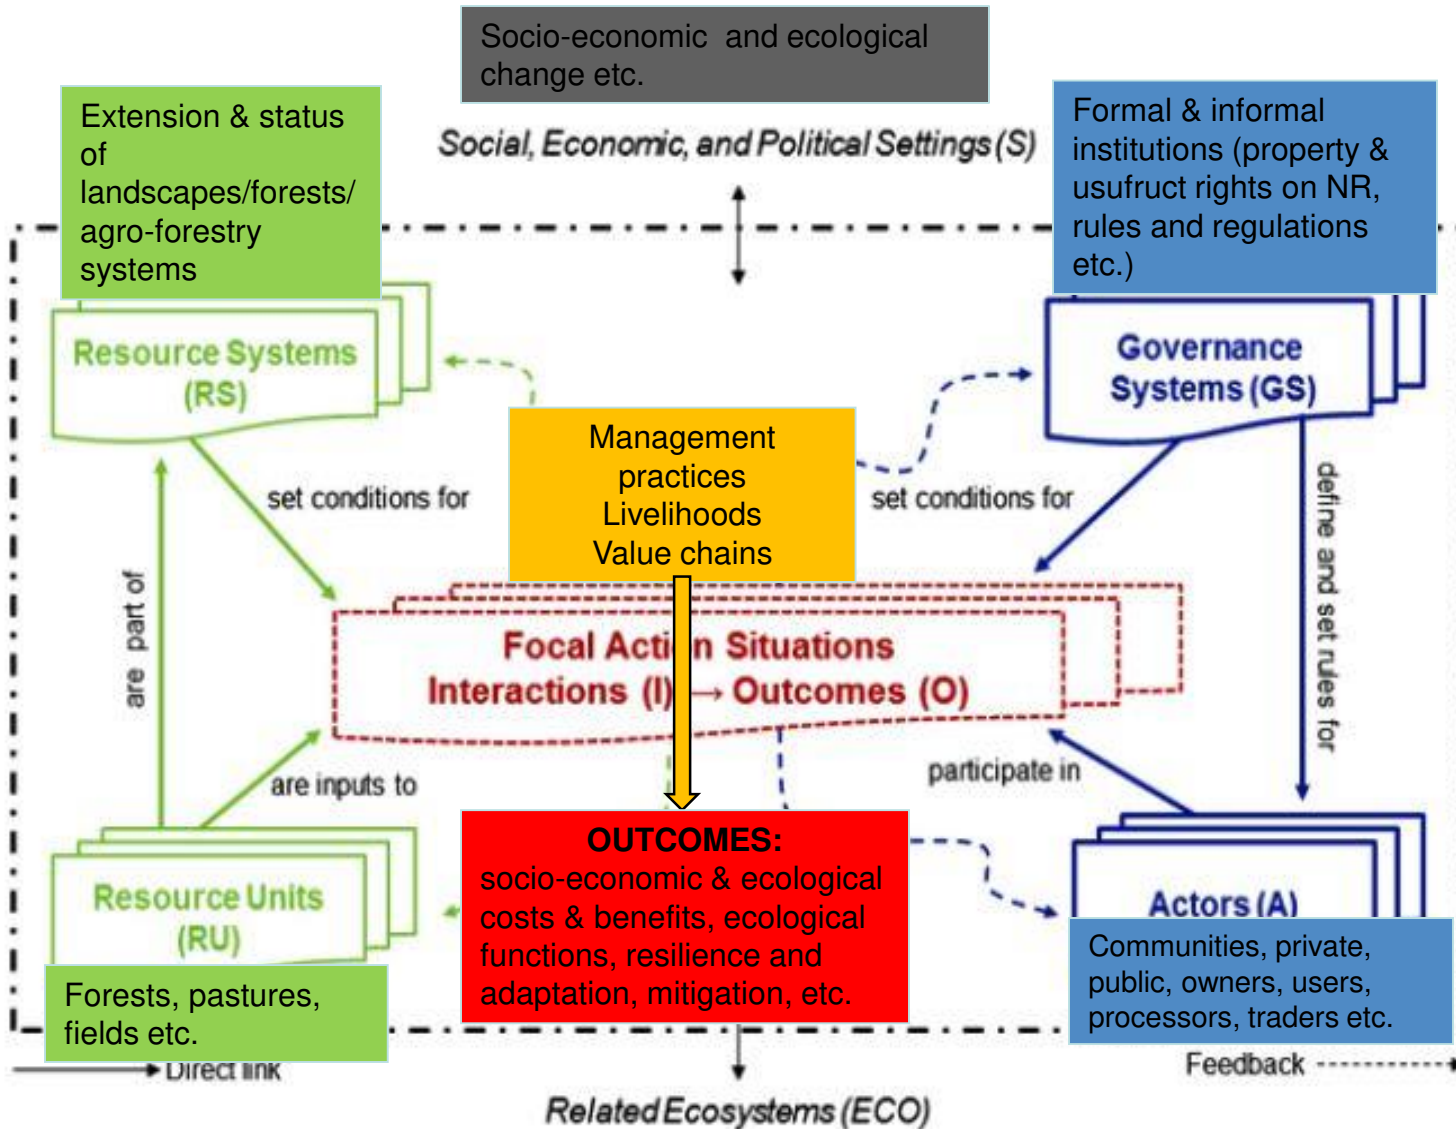 Socio-economic and ecological
change etc.
Social, Economic, and Political Settings (S)
Extension & status
of
landscapes/forests/
agro-forestry
systems
Formal & informal
institutions (property &
usufruct rights on NR,
rules and regulations
etc.)
Resource Systems
(RS)
Governance
Systems (GS)
Management
practices
Livelihoods
Value chains
set conditions for
set conditions for
are part of
define and set rules for
Focal Action Situations
Interactions (I) → Outcomes (O)
are inputs to
participate in
Resource Units
(RU)
Actors (A)
OUTCOMES:
socio-economic & ecological
costs & benefits, ecological
functions, resilience and
adaptation, mitigation, etc.
Forests, pastures,
fields etc.
Communities, private,
public, owners, users,
processors, traders etc.
Direct link
Feedback
Related Ecosystems (ECO)